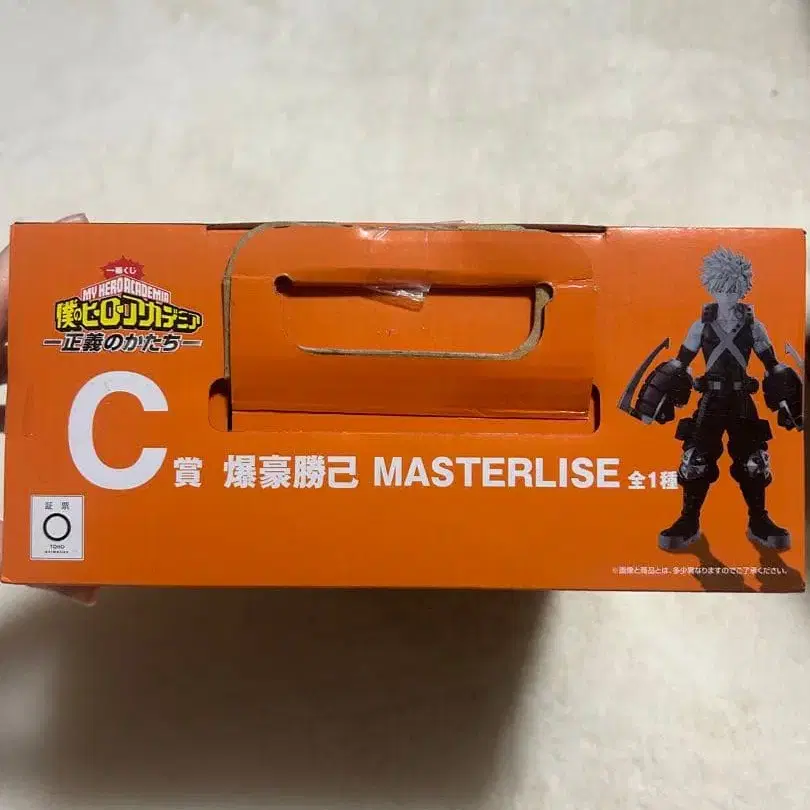 一番くじ
MY HERO ACADEMIA
僕のヒーローアカデミア
―正義のかたち―
C賞 爆豪勝己 MASTERLISE 全1種
証 票
TOHO
animation
※画像と商品とは、多少異なりますのでご了承ください。